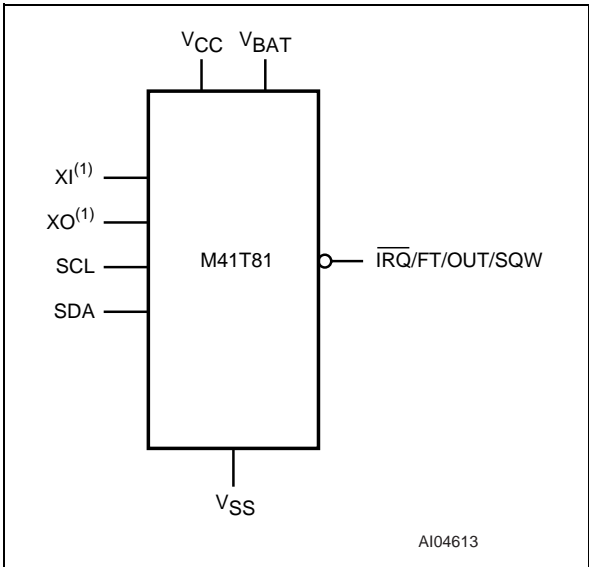 VCC VBAT
XI(1)
XO(1)
SCL
SDA
M41T81
IRQ/FT/OUT/SQW
VSS
AI04613